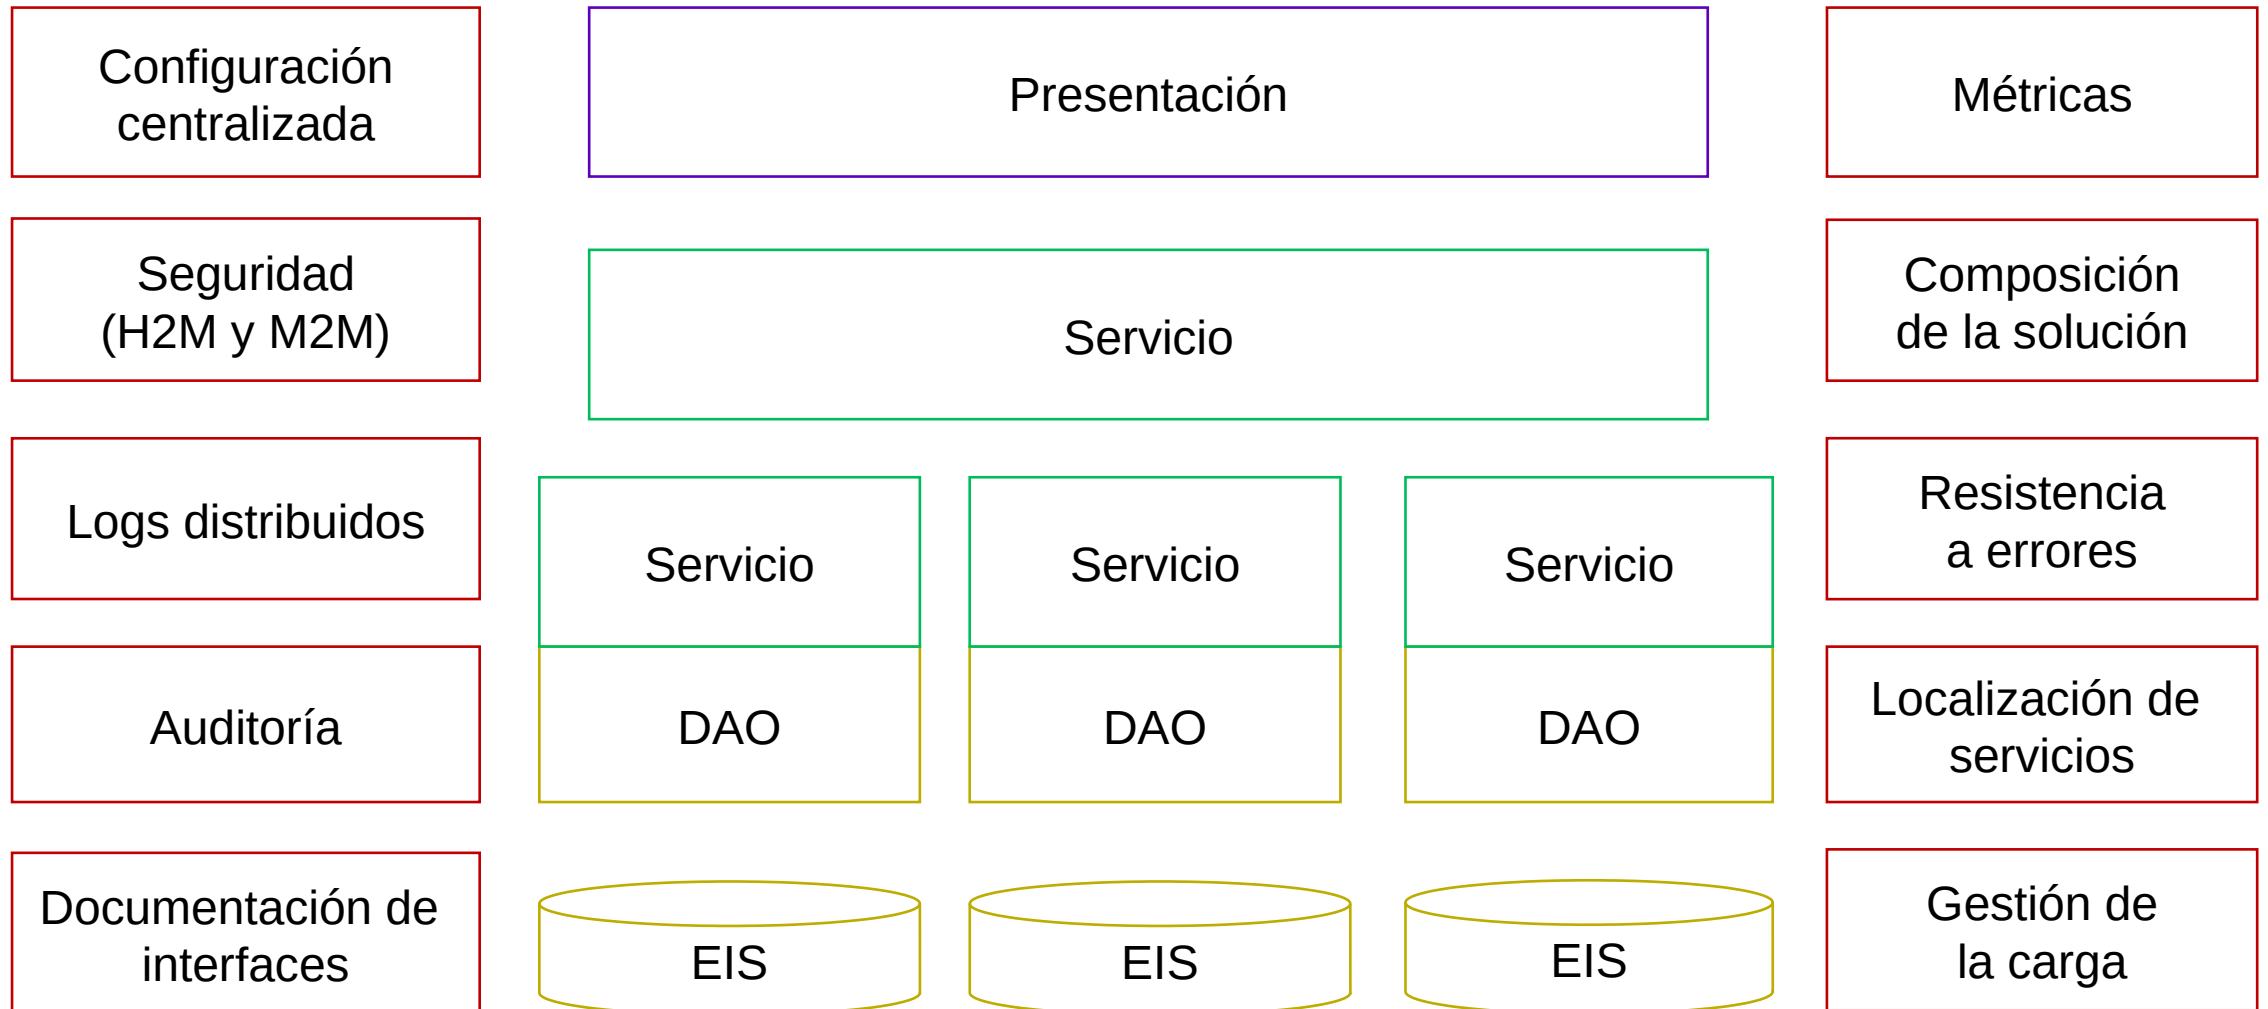 Configuración
centralizada
Presentación
Métricas
Seguridad
(H2M y M2M)
Servicio
Composición
de la solución
Logs distribuidos
Servicio
Servicio
Servicio
Resistencia
a errores
Auditoría
DAO
DAO
DAO
Localización de
servicios
Documentación de
interfaces
EIS
EIS
EIS
Gestión de
la carga